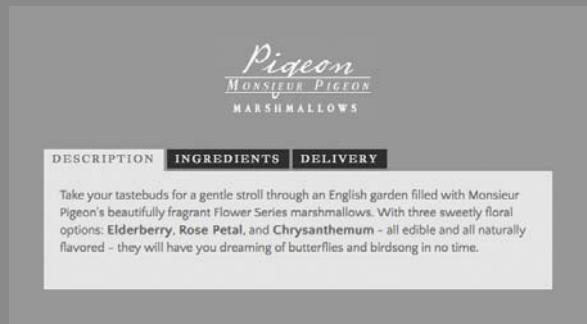 Pigeon
MONSIEUR PIGEON
MARSHMALLOWS
DESCRIPTION INGREDIENTS DELIVERY
Take your tastebuds for a gentle stroll through an English garden filled with Monsieur
Pigeon's beautifully fragrant Flower Series marshmallows. With three sweetly floral
options: Elderberry, Rose Petal, and Chrysanthemum – all edible and all naturally
flavored – they will have you dreaming of butterflies and birdsong in no time.